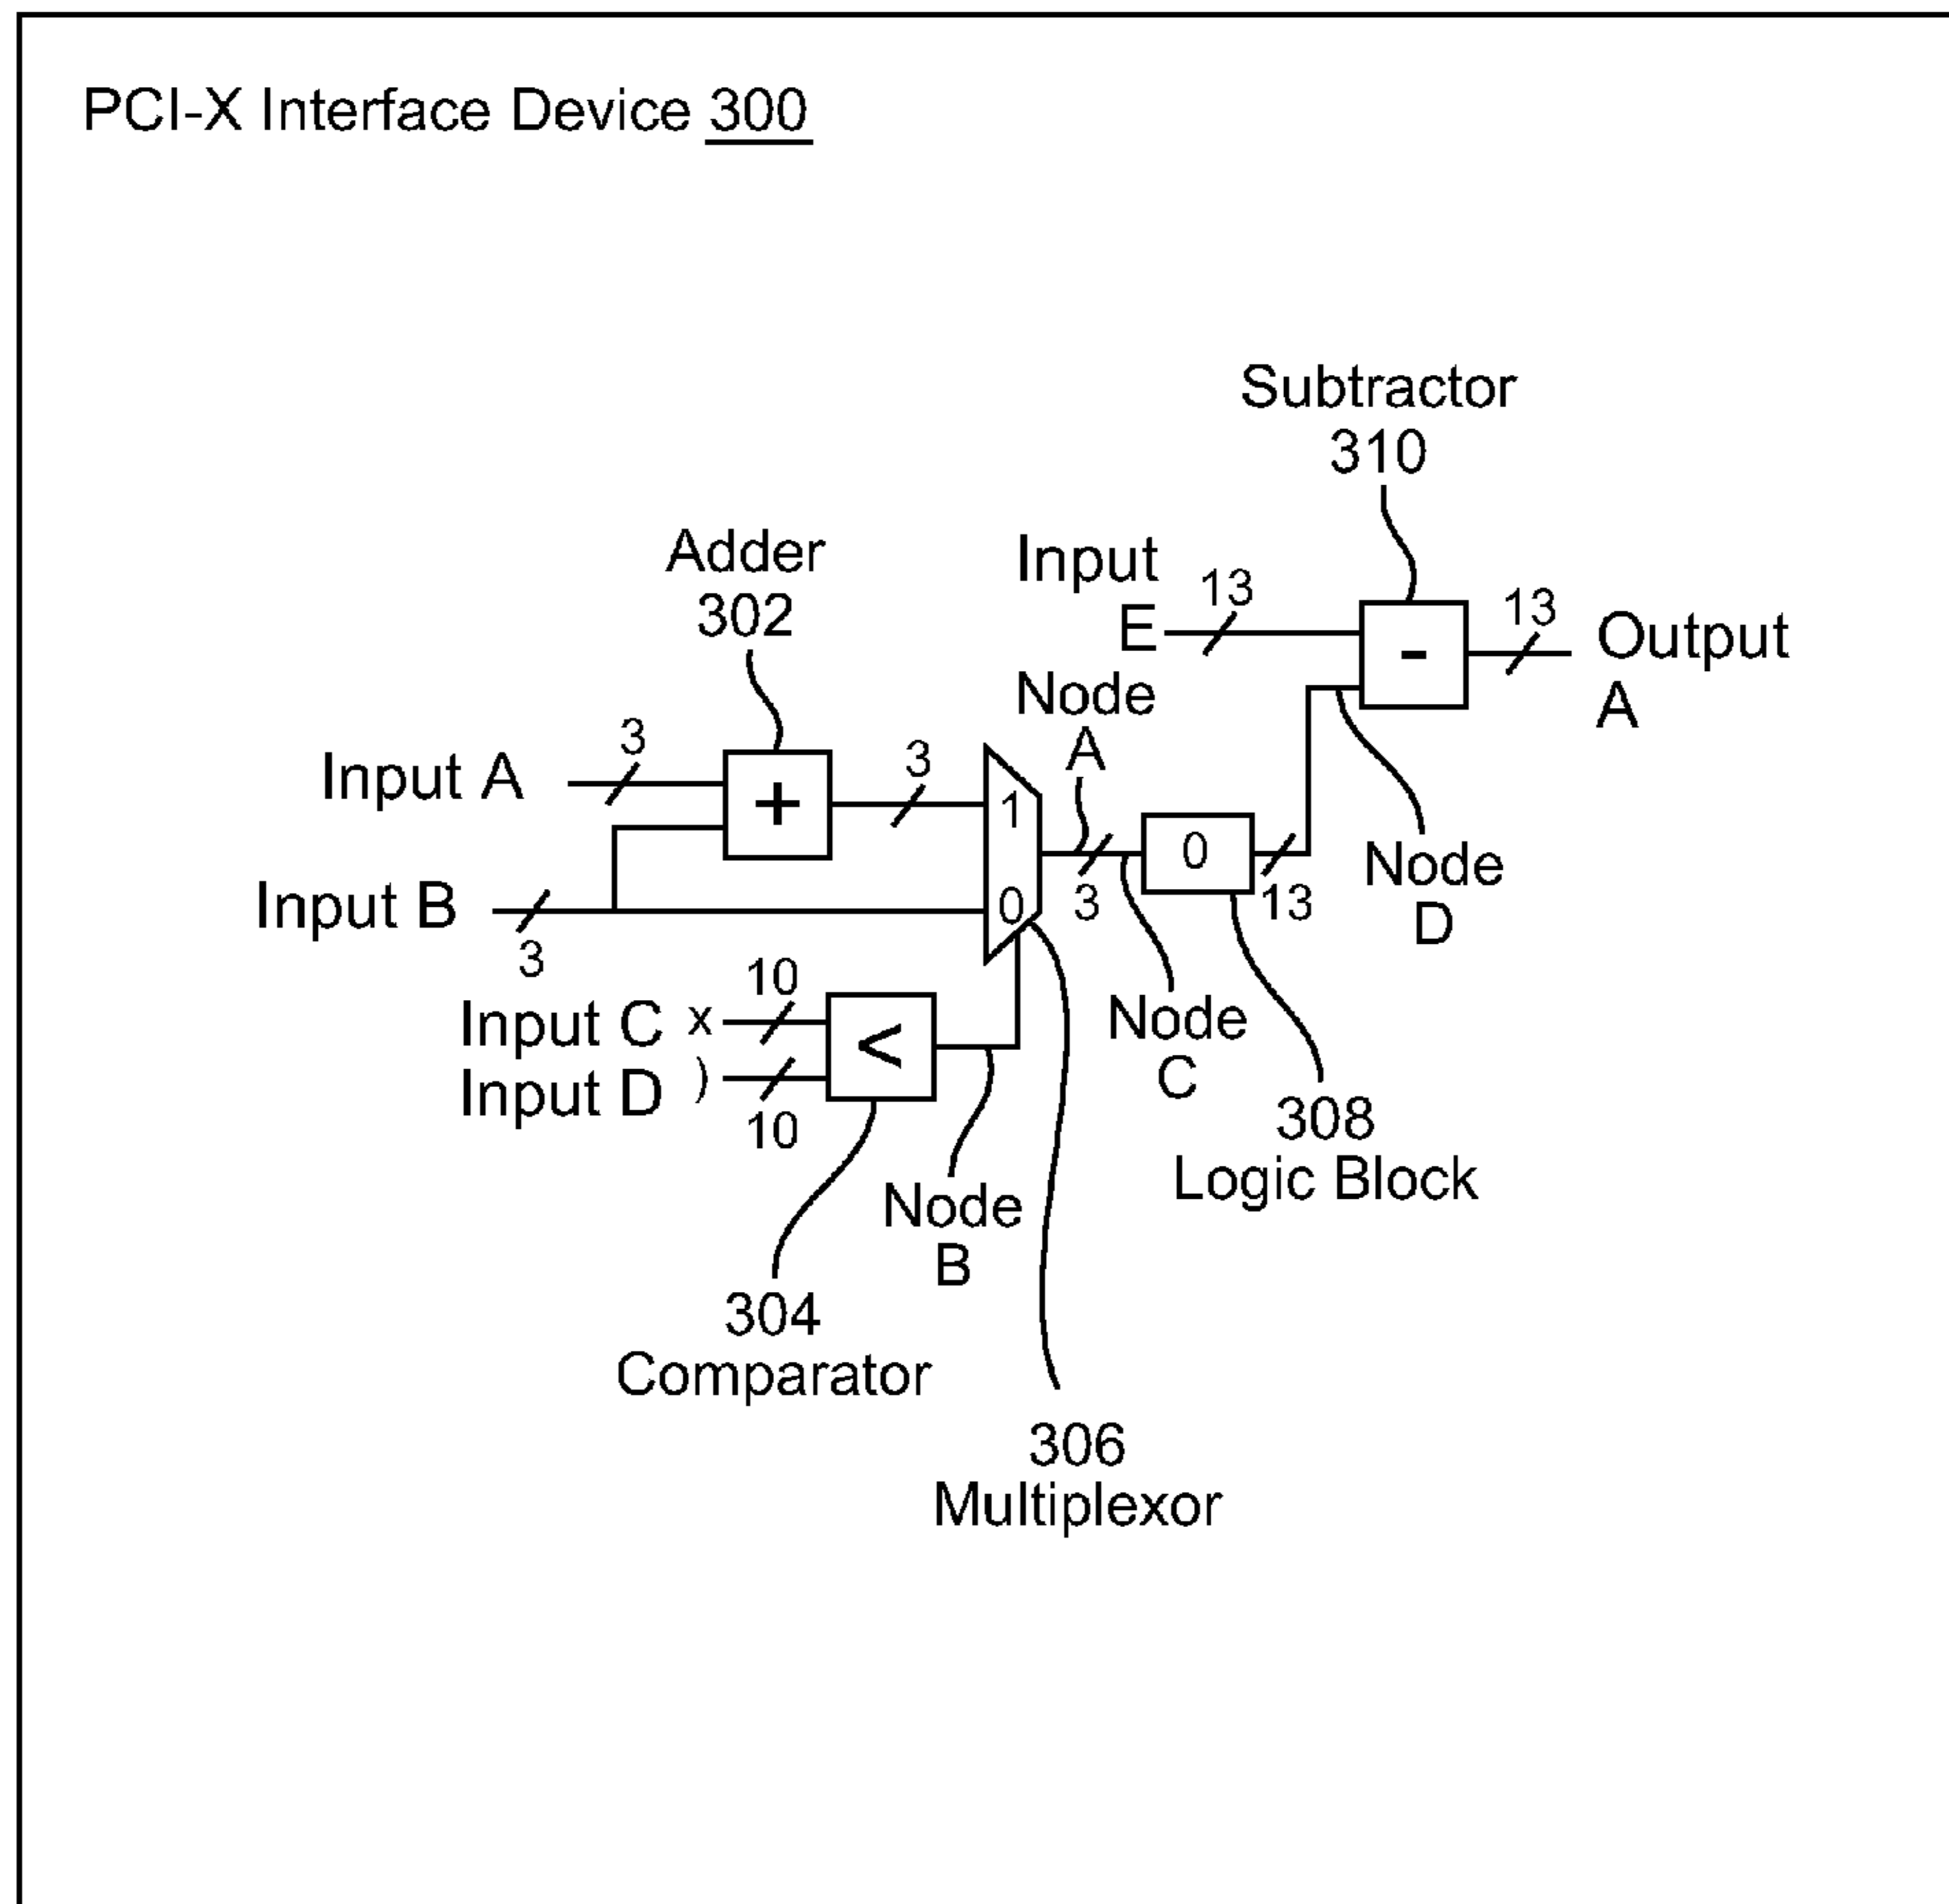 PCI-X Interface Device 300
Subtractor
310
Adder
302
Input
E
13
13
Output
A
Node
A
Input A
3
+
3
1
-
Input B
3
0
3
0
13
Node
D
Input C x
10
<
Input D )
10
Node
C
Node
B
308
Logic Block
304
Comparator
306
Multiplexor